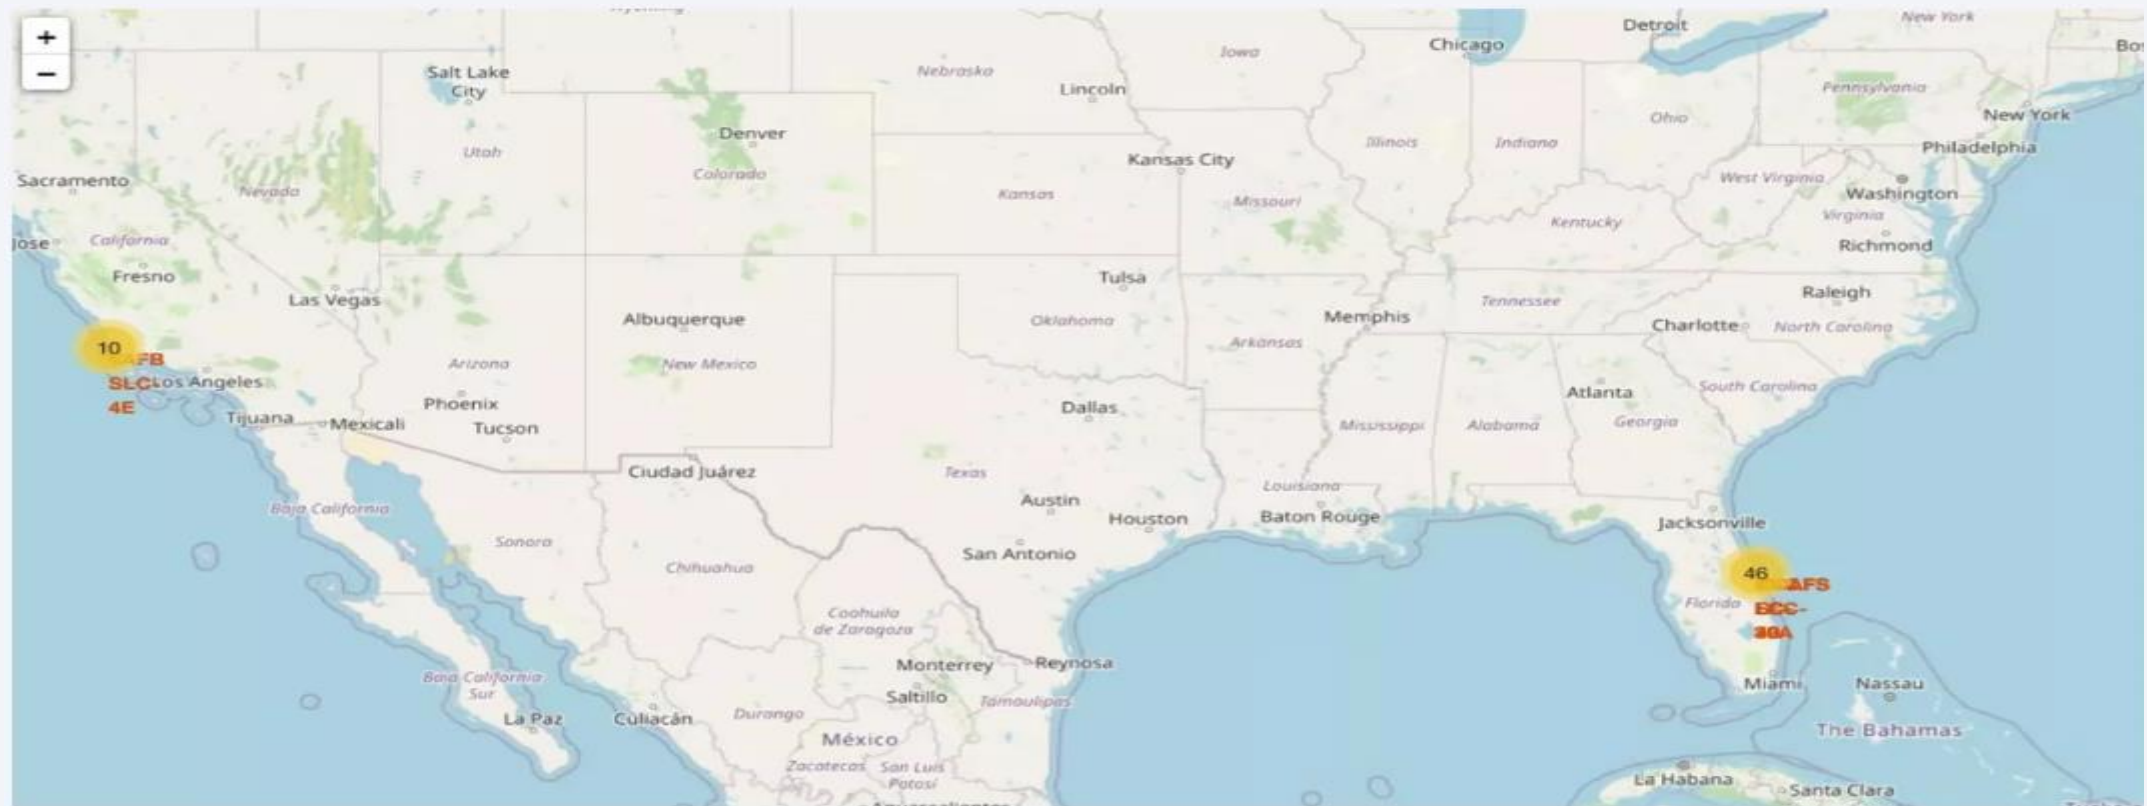 +
−
Salt Lake
City
Nebraska
Lincoln
Iowa
Chicago
Detroit
New York
Pennsylvania
New York
Philadelphia
Denver
Colorado
Utah
Nevada
Sacramento
California
Fresno
Las Vegas
Kansas City
Kansas
Missouri
Illinois
Indiana
Ohio
West Virginia
Washington
Virginia
Richmond
Kentucky
Tulsa
Oklahoma
Tennessee
Raleigh
Charlotte
North Carolina
Albuquerque
New Mexico
Arizona
Phoenix
Tucson
Memphis
Arkansas
Atlanta
South Carolina
Georgia
Alabama
Mississippi
Dallas
10
AFB
SLC
4E
Los Angeles
Tijuana
Mexicali
Ciudad Juárez
Texas
Austin
Houston
San Antonio
Louisiana
Baton Rouge
Jacksonville
46
AFS
Florida
Miami
Nassau
The Bahamas
Baja California
Sonora
Chihuahua
Coahuila
de Zaragoza
Monterrey
Saltillo
Reynosa
Tamaulipas
Baja California
Sur
La Paz
Culiacán
Durango
México
Zacatecas
San Luis
Potosí
La Habana
Santa Clara